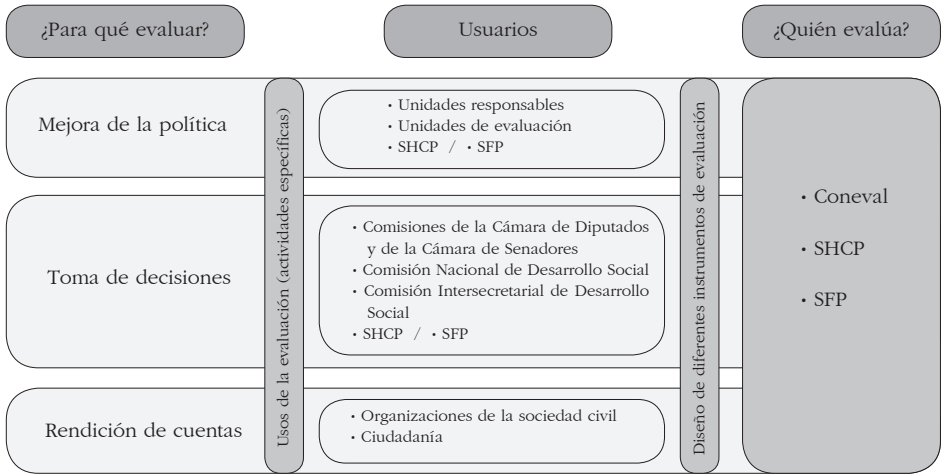 ¿Para qué evaluar?
Usuarios
¿Quién evalúa?
Mejora de la política
Usos de la evaluación (actividades específicas)
• Unidades responsables
• Unidades de evaluación
• SHCP / • SFP
Diseño de diferentes instrumentos de evaluación
• Coneval
• SHCP
• SFP
Toma de decisiones
• Comisiones de la Cámara de Diputados
y de la Cámara de Senadores
• Comisión Nacional de Desarrollo Social
• Comisión Intersecretarial de Desarrollo
Social
• SHCP / • SFP
Rendición de cuentas
• Organizaciones de la sociedad civil
• Ciudadanía